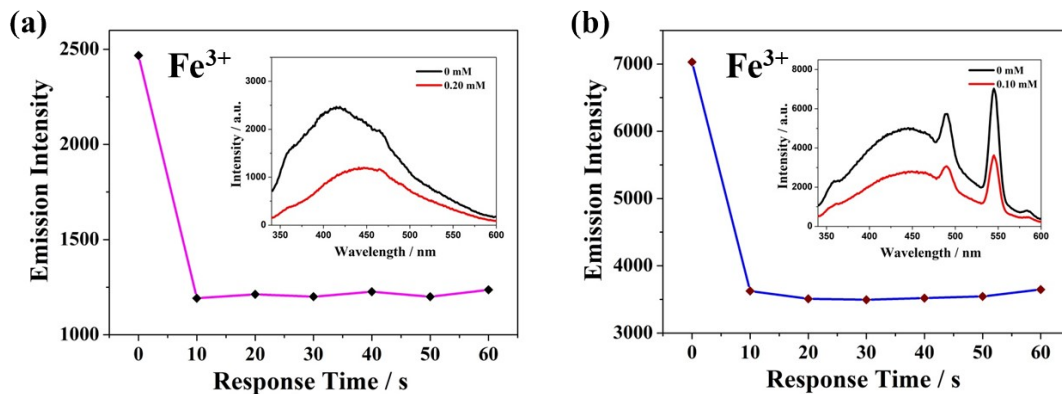 (a)
Fe3+
Emission Intensity
2500
2000
1500
1000
0 10 20 30 40 50 60
Response Time / s
Intensity / a.u.
3000
2000
1000
0
350 400 450 500 550 600
Wavelength / nm
0 mM
0.20 mM
(b)
Fe3+
Emission Intensity
7000
6000
5000
4000
3000
0 10 20 30 40 50 60
Response Time / s
Intensity / a.u.
8000
6000
4000
2000
0
350 400 450 500 550 600
Wavelength / nm
0 mM
0.10 mM